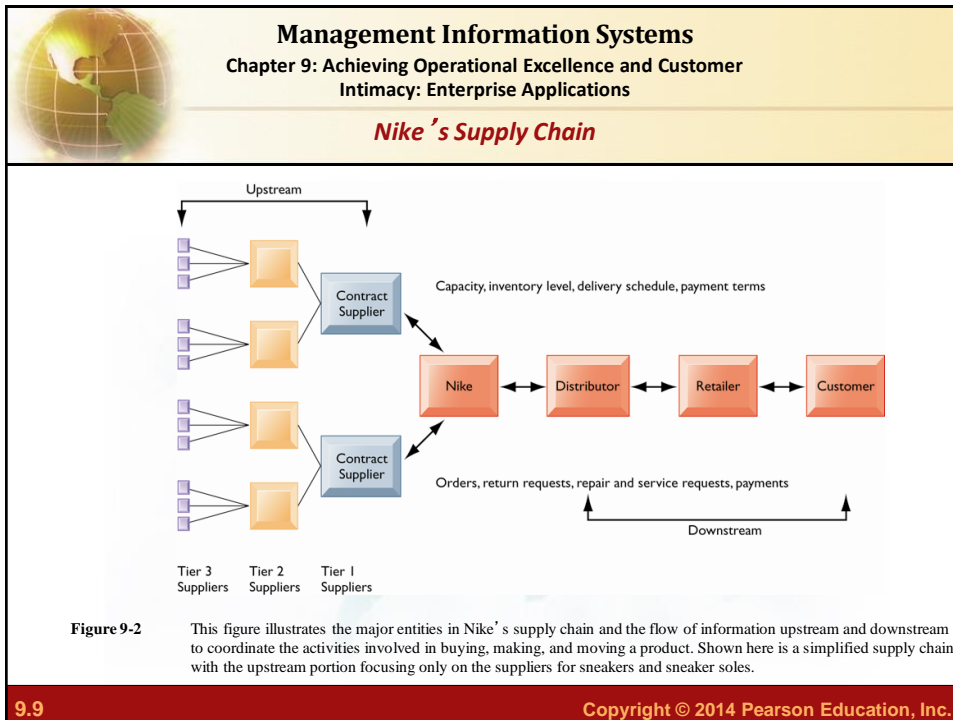 Management Information Systems
Chapter 9: Achieving Operational Excellence and Customer
Intimacy: Enterprise Applications
Nike's Supply Chain
Upstream
Contract
Supplier
Capacity, inventory level, delivery schedule, payment terms
Nike
Distributor
Retailer
Customer
Contract
Supplier
Orders, return requests, repair and service requests, payments
Downstream
Tier 3
Suppliers
Tier 2
Suppliers
Tier 1
Suppliers
Figure 9-2
This figure illustrates the major entities in Nike's supply chain and the flow of information upstream and downstream
to coordinate the activities involved in buying, making, and moving a product. Shown here is a simplified supply chain
with the upstream portion focusing only on the suppliers for sneakers and sneaker soles.
9.9
Copyright © 2014 Pearson Education, Inc.